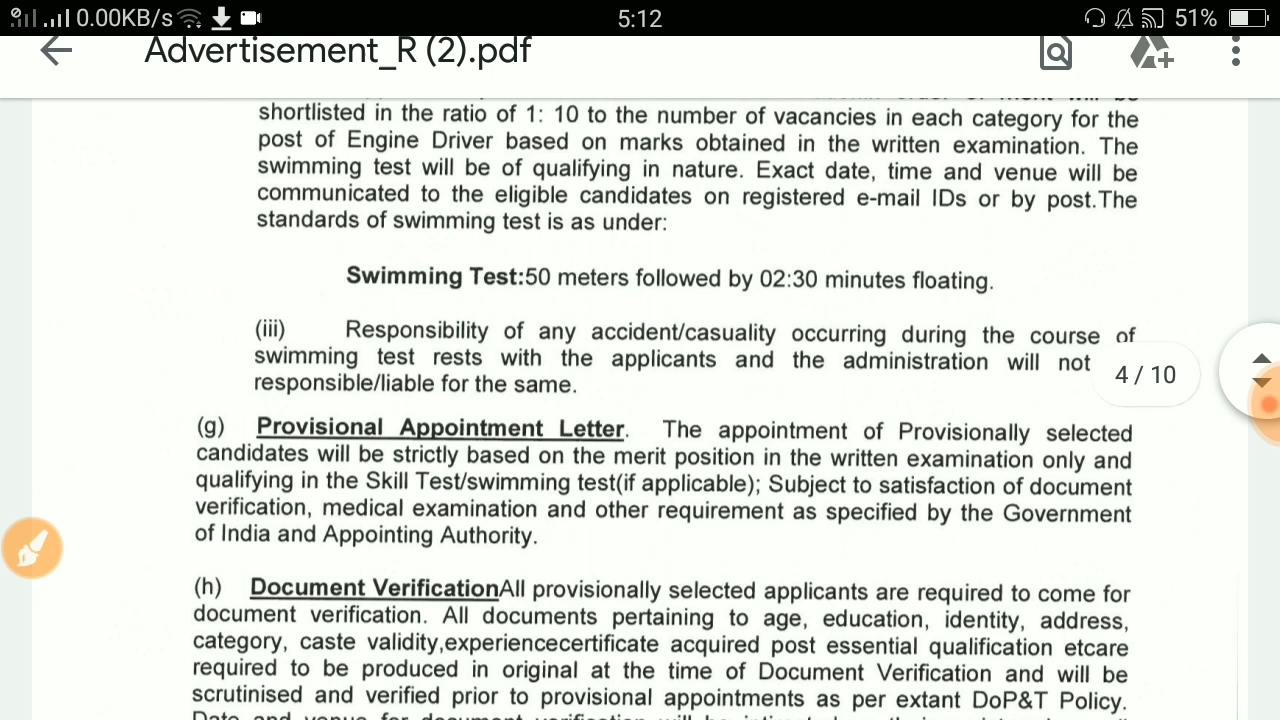 0.00KB/s
5:12
51%
Advertisement_R (2).pdf
shortlisted in the ratio of 1: 10 to the number of vacancies in each category for the
post of Engine Driver based on marks obtained in the written examination. The
swimming test will be of qualifying in nature. Exact date, time and venue will be
communicated to the eligible candidates on registered e-mail IDs or by post.The
standards of swimming test is as under:
Swimming Test:50 meters followed by 02:30 minutes floating.
(iii) Responsibility of any accident/casuality occurring during the course of
swimming test rests with the applicants and the administration will not
responsible/liable for the same.
4 / 10
(g) Provisional Appointment Letter. The appointment of Provisionally selected
candidates will be strictly based on the merit position in the written examination only and
qualifying in the Skill Test/swimming test(if applicable); Subject to satisfaction of document
verification, medical examination and other requirement as specified by the Government
of India and Appointing Authority.
(h) Document VerificationAll provisionally selected applicants are required to come for
document verification. All documents pertaining to age, education, identity, address,
category, caste validity,experiencecertificate acquired post essential qualification etcare
required to be produced in original at the time of Document Verification and will be
scrutinised and verified prior to provisional appointments as per extant DoP&T Policy.